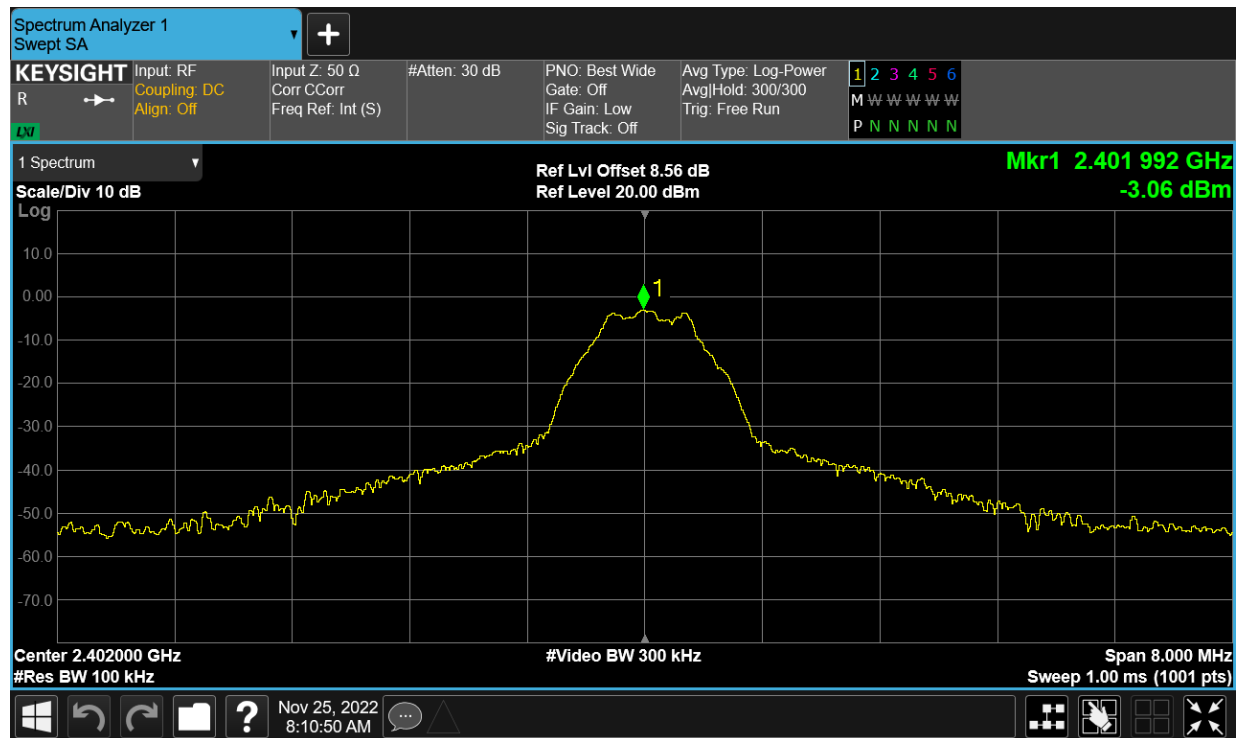 Spectrum Analyzer 1
Swept SA
KEYSIGHT
R
LXI
Input: RF
Coupling: DC
Align: Off
Input Z: 50 Ω
Corr CCorr
Freq Ref: Int (S)
#Atten: 30 dB
PNO: Best Wide
Gate: Off
IF Gain: Low
Sig Track: Off
Avg Type: Log-Power
Avg|Hold: 300/300
Trig: Free Run
1 2 3 4 5 6
M W W W W W
P N N N N N
1 Spectrum
Scale/Div 10 dB
Ref Lvl Offset 8.56 dB
Ref Level 20.00 dBm
Mkr1 2.401 992 GHz
-3.06 dBm
Log
10.0
0.00
-10.0
-20.0
-30.0
-40.0
-50.0
-60.0
-70.0
1
Center 2.402000 GHz
#Res BW 100 kHz
#Video BW 300 kHz
Span 8.000 MHz
Sweep 1.00 ms (1001 pts)
?
Nov 25, 2022
8:10:50 AM